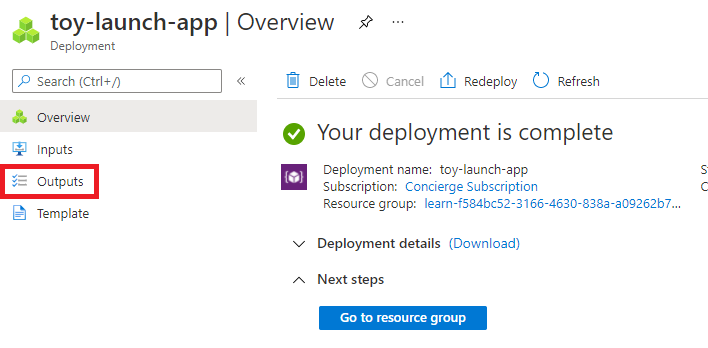 toy-launch-app | Overview
Deployment
Search (Ctrl+/)
Delete
Cancel
Redeploy
Refresh
Overview
Inputs
Outputs
Template
Your deployment is complete
Deployment name: toy-launch-app
Subscription: Concierge Subscription
Resource group: learn-f584bc52-3166-4630-838a-a09262b7...
Deployment details (Download)
Next steps
Go to resource group